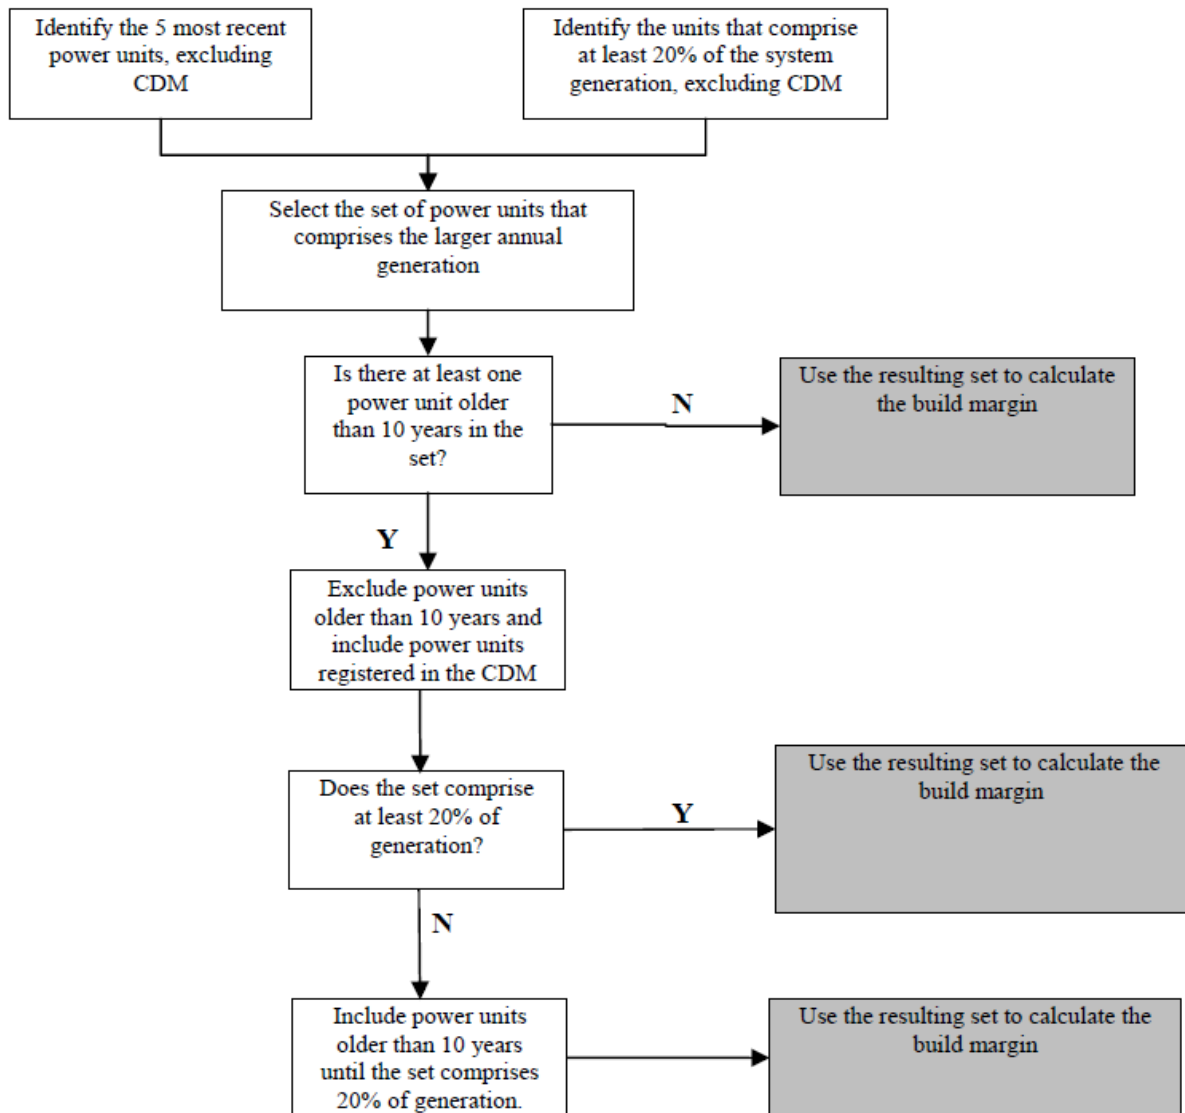 Identify the 5 most recent
power units, excluding
CDM
Identify the units that comprise
at least 20% of the system
generation, excluding CDM
Select the set of power units that
comprises the larger annual
generation
Is there at least one
power unit older
than 10 years in the
set?
N
Use the resulting set to calculate
the build margin
Y
Exclude power units
older than 10 years and
include power units
registered in the CDM
Does the set comprise
at least 20% of
generation?
Y
Use the resulting set to calculate the
build margin
N
Include power units
older than 10 years
until the set comprises
20% of generation.
Use the resulting set to calculate the
build margin